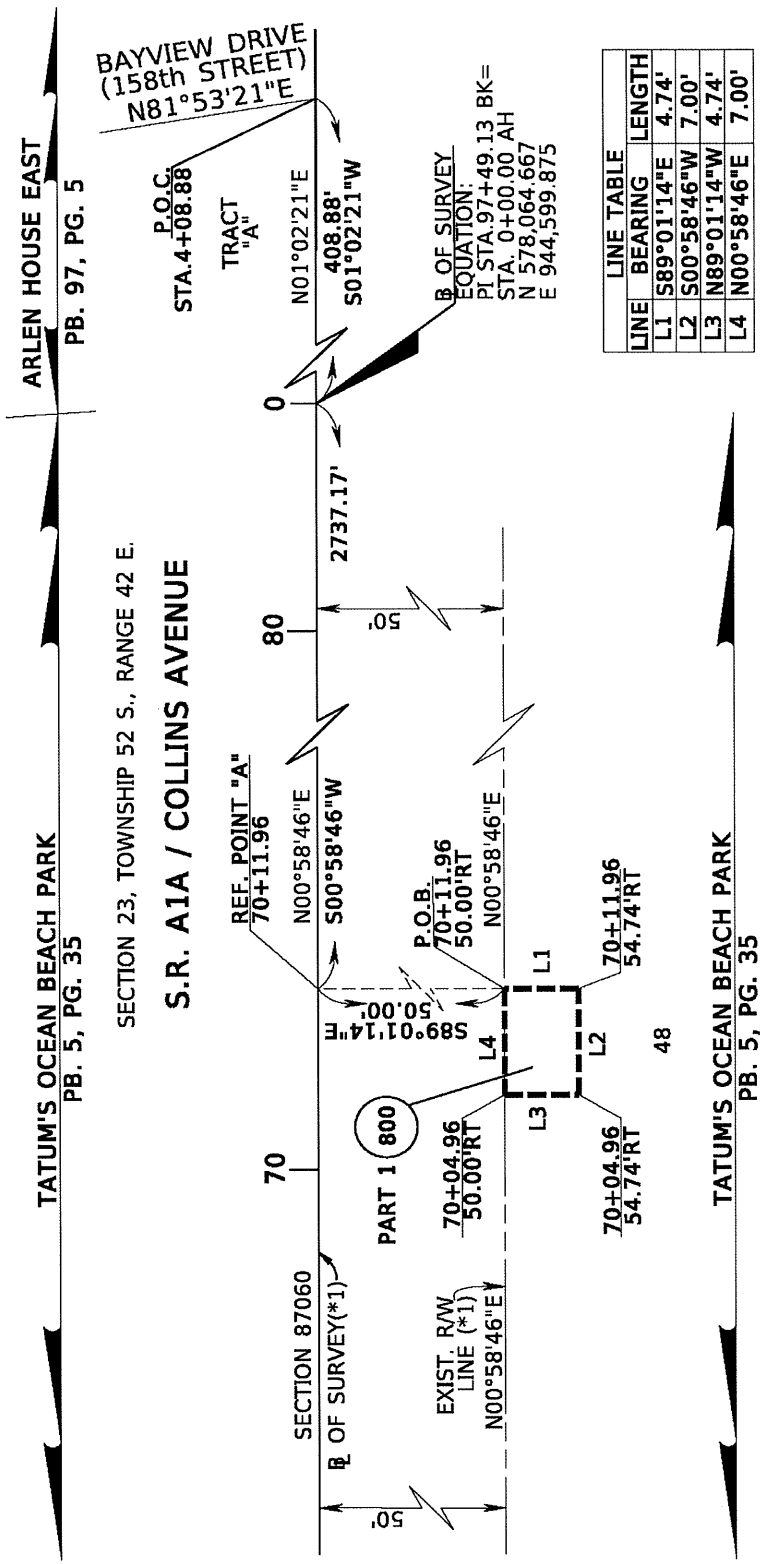 TATUM'S OCEAN BEACH PARK
PB. 5, PG. 35
ARLEN HOUSE EAST
PB. 97, PG. 5
SECTION 23, TOWNSHIP 52 S., RANGE 42 E.
S.R. A1A / COLLINS AVENUE
BAYVIEW DRIVE
(158th STREET)
N81°53'21"E
P.O.C.
STA.4+08.88
TRACT
"A"
REF. POINT "A"
70+11.96
70
80
0
SECTION 87060
N00°58'46"E
N01°02'21"E
BL OF SURVEY(*1)
S00°58'46"W
2737.17'
408.88'
S01°02'21"W
50'
PART 1
800
S89°01'14"E
50.00'
50'
BL OF SURVEY
EQUATION:
PI STA.97+49.13 BK=
STA. 0+00.00 AH
N 578,064.667
E 944,599.875
EXIST. R/W
LINE (*1)
N00°58'46"E
70+04.96
50.00'RT
P.O.B.
70+11.96
50.00'RT
N00°58'46"E
L4
L3
L1
L2
70+04.96
54.74'RT
70+11.96
54.74'RT
48
LINE TABLE
LINE BEARING LENGTH
L1 S89°01'14"E 4.74'
L2 S00°58'46"W 7.00'
L3 N89°01'14"W 4.74'
L4 N00°58'46"E 7.00'
TATUM'S OCEAN BEACH PARK
PB. 5, PG. 35